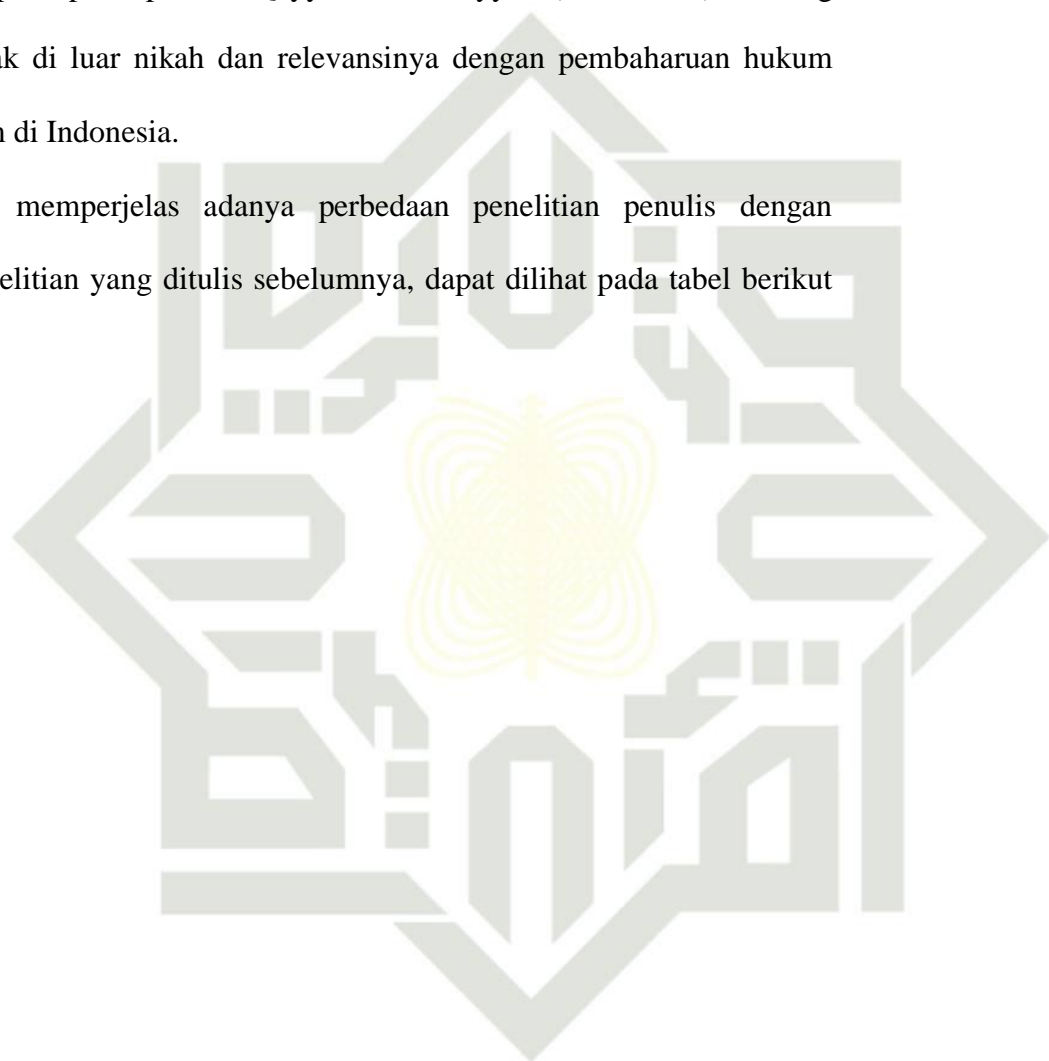 k di luar nikah dan relevansinya dengan pembaharuan hukum
di Indonesia.
memperjelas adanya perbedaan penelitian penulis dengan
elitian yang ditulis sebelumnya, dapat dilihat pada tabel berikut